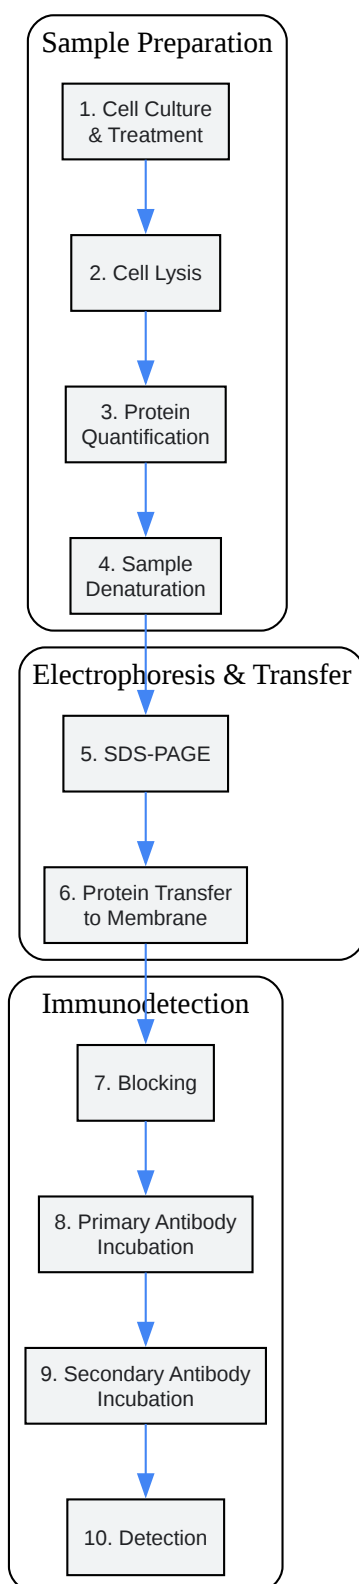 Sample Preparation
1. Cell Culture
& Treatment
2. Cell Lysis
3. Protein
Quantification
4. Sample
Denaturation
Electrophoresis & Transfer
5. SDS-PAGE
6. Protein Transfer
to Membrane
Immunodetection
7. Blocking
8. Primary Antibody
Incubation
9. Secondary Antibody
Incubation
10. Detection